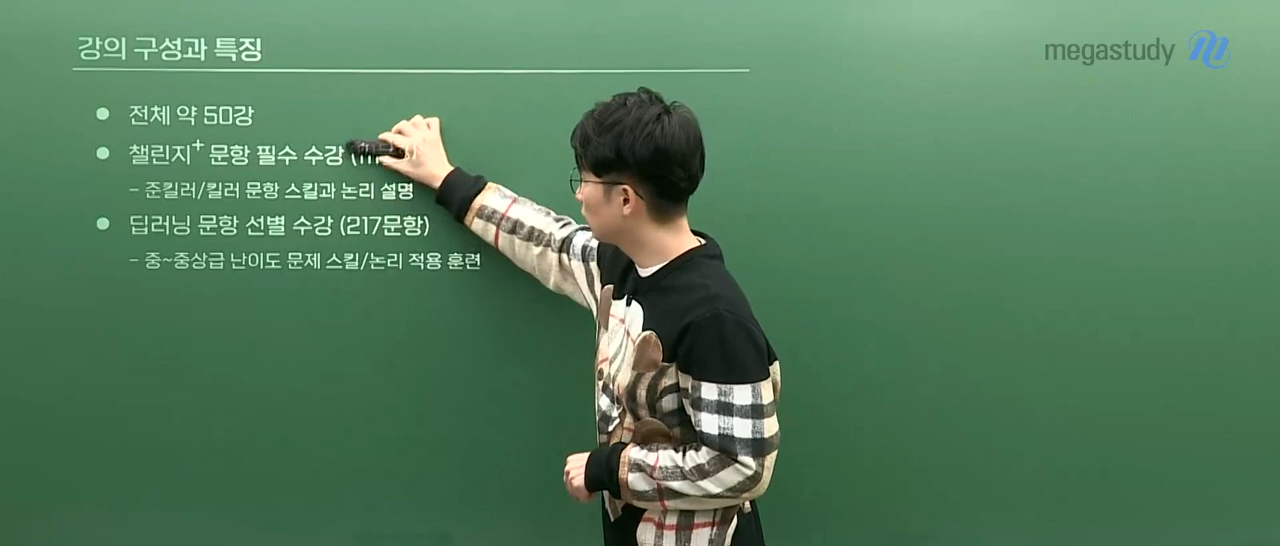 강의 구성과 특징
megastudy
전체 약 50강
챌린지+ 문항 필수 수강
– 준킬러/킬러 문항 스킬과 논리 설명
딥러닝 문항 선별 수강 (217문항)
– 중~중상급 난이도 문제 스킬/논리 적용 훈련